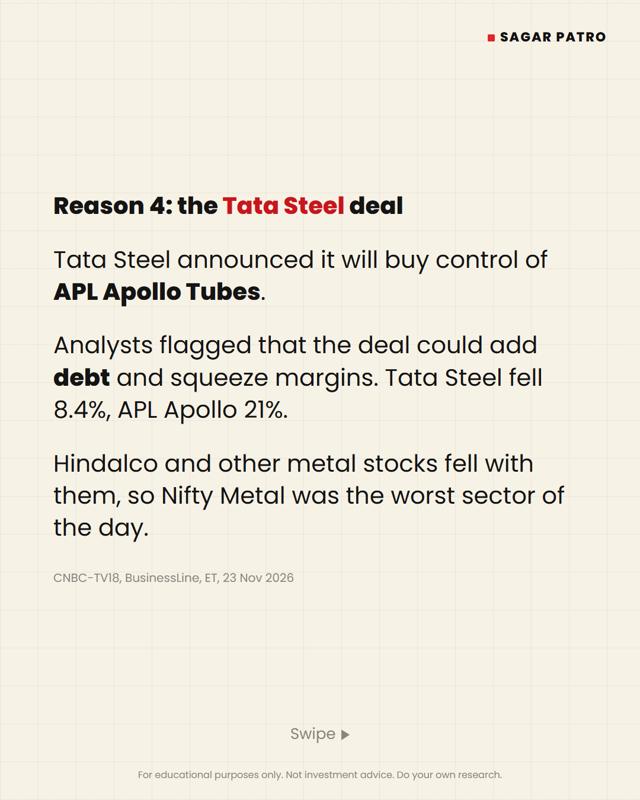 SAGAR PATRO
Reason 4: the Tata Steel deal
Tata Steel announced it will buy control of
APL Apollo Tubes.
Analysts flagged that the deal could add
debt and squeeze margins. Tata Steel fell
8.4%, APL Apollo 21%.
Hindalco and other metal stocks fell with
them, so Nifty Metal was the worst sector of
the day.
CNBC-TV18, BusinessLine, ET, 23 Nov 2026
Swipe
For educational purposes only. Not investment advice. Do your own research.